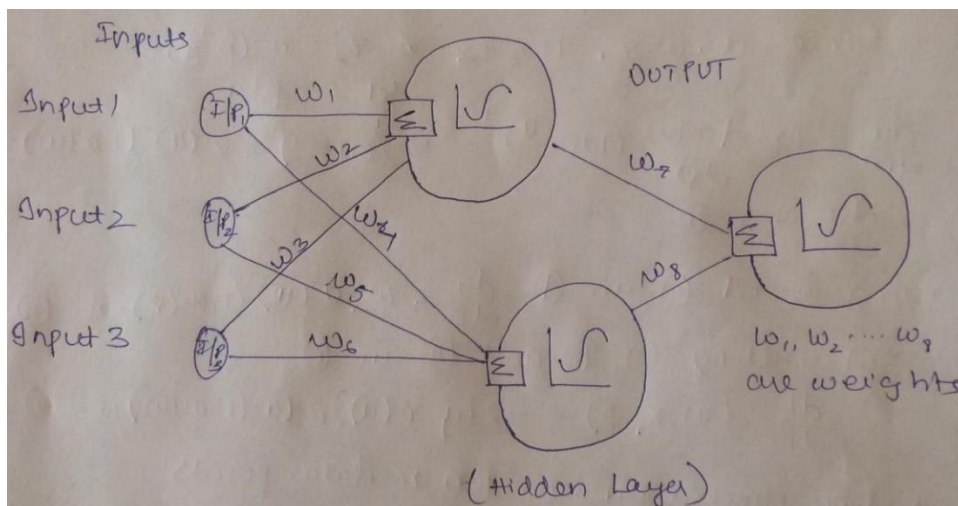 Inputs
OUTPUT
Input 1
I/P1
w1
Σ
w2
w7
Input 2
I/P2
w4
Σ
w3
w5
w8
Input 3
w6
Σ
w1, w2 .... w8
are weights
(Hidden Layer)